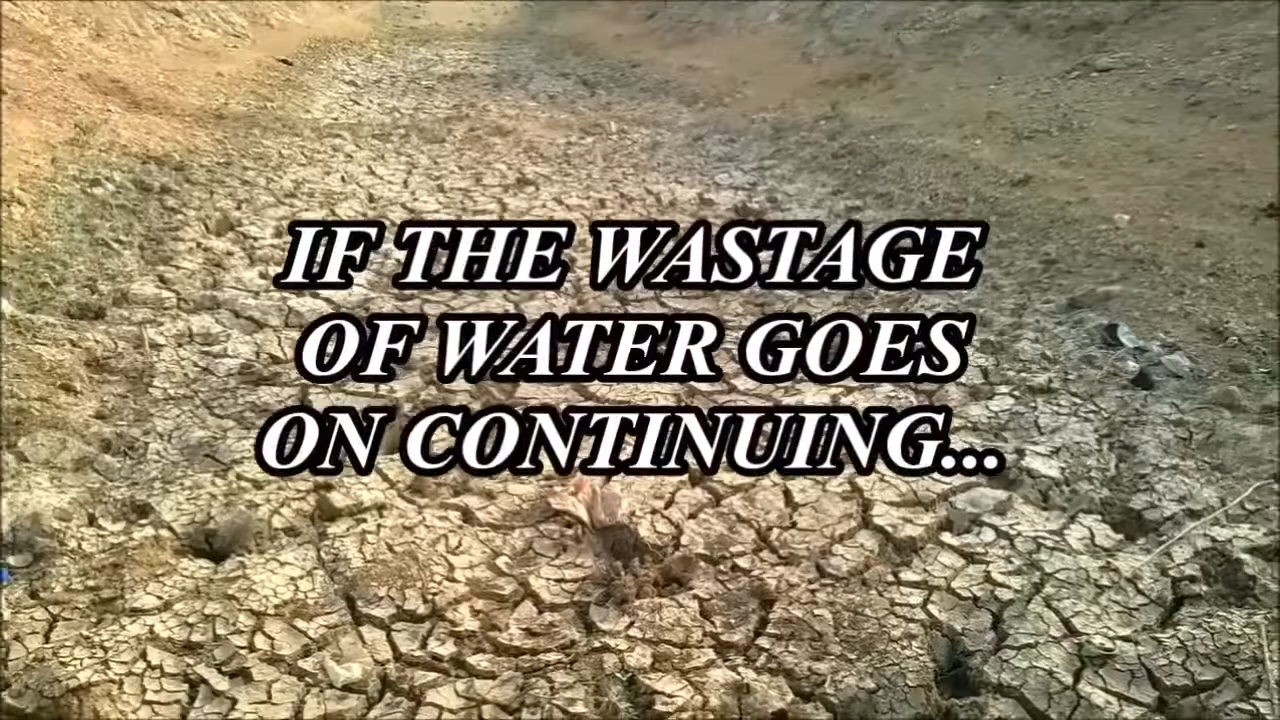 IF THE WASTAGE
OF WATER GOES
ON CONTINUING...